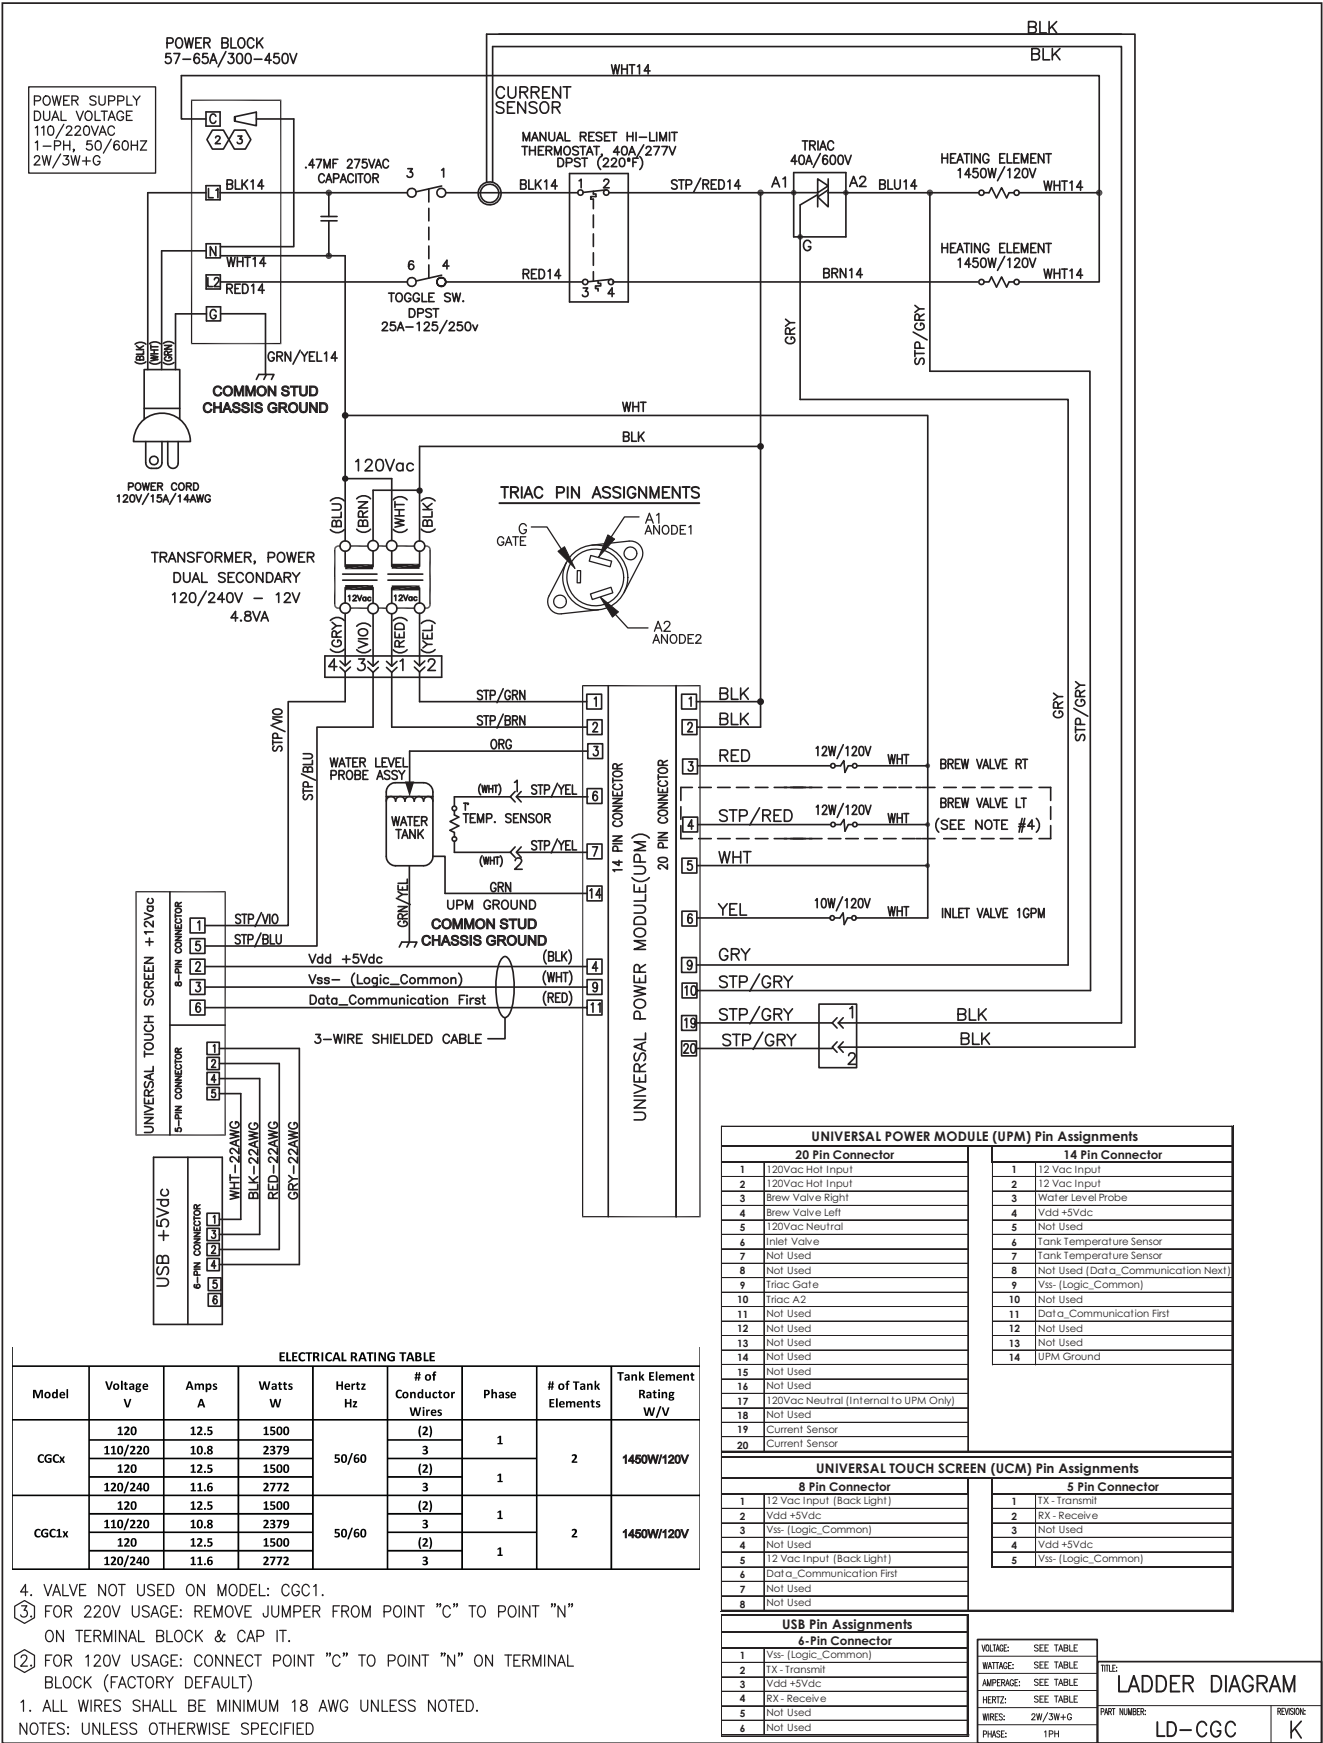 POWER BLOCK
57-65A/300-450V
POWER SUPPLY
DUAL VOLTAGE
110/220VAC
1-PH, 50/60HZ
2W/3W+G
BLK
BLK
WHT14
CURRENT
SENSOR
C
2 3
MANUAL RESET HI-LIMIT
THERMOSTAT, 40A/277V
DPST (220°F)
TRIAC
40A/600V
HEATING ELEMENT
1450W/120V
.47MF 275VAC
CAPACITOR
3 1
L1 BLK14
BLK14
1 2
STP/RED14
A1 A2
BLU14
WHT14
G
N
WHT14
HEATING ELEMENT
1450W/120V
L2
RED14
6 4
RED14
3 4
BRN14
WHT14
TOGGLE SW.
DPST
25A-125/250v
G
GRY
STP/GRY
(BLK)
(WHT)
(GRN)
GRN/YEL14
COMMON STUD
CHASSIS GROUND
WHT
BLK
POWER CORD
120V/15A/14AWG
120Vac
(BLU)
(BRN)
(WHT)
(BLK)
TRIAC PIN ASSIGNMENTS
G
GATE
A1
ANODE1
A2
ANODE2
TRANSFORMER, POWER
DUAL SECONDARY
120/240V - 12V
4.8VA
12Vac 12Vac
(GRY)
(VIO)
(RED)
(YEL)
4 3 1 2
STP/VIO
STP/BLU
STP/GRN 1
STP/BRN 2
ORG 3
WATER LEVEL
PROBE ASSY
WATER
TANK
(WHT) 1 STP/YEL 6
T
TEMP. SENSOR
(WHT) 2 STP/YEL 7
GRN 14
UPM GROUND
GRN/YEL
COMMON STUD
CHASSIS GROUND
14 PIN CONNECTOR
UNIVERSAL POWER MODULE(UPM)
20 PIN CONNECTOR
1 BLK
2 BLK
3 RED 12W/120V WHT BREW VALVE RT
4 STP/RED 12W/120V WHT BREW VALVE LT
(SEE NOTE #4)
5 WHT
6 YEL 10W/120V WHT INLET VALVE 1GPM
9 GRY
10 STP/GRY
19 STP/GRY 1 BLK
20 STP/GRY 2 BLK
GRY
STP/GRY
UNIVERSAL TOUCH SCREEN +12Vac
8-PIN CONNECTOR
1 STP/VIO
5 STP/BLU
2 Vdd +5Vdc (BLK) 4
3 Vss- (Logic_Common) (WHT) 9
6 Data_Communication First (RED) 11
3-WIRE SHIELDED CABLE
5-PIN CONNECTOR
1
2
4
5
WHT-22AWG
BLK-22AWG
RED-22AWG
GRY-22AWG
USB +5Vdc
6-PIN CONNECTOR
1
3
2
4
5
6
UNIVERSAL POWER MODULE (UPM) Pin Assignments
20 Pin Connector
1 120Vac Hot Input
2 120Vac Hot Input
3 Brew Valve Right
4 Brew Valve Left
5 120Vac Neutral
6 Inlet Valve
7 Not Used
8 Not Used
9 Triac Gate
10 Triac A2
11 Not Used
12 Not Used
13 Not Used
14 Not Used
15 Not Used
16 Not Used
17 120Vac Neutral (Internal to UPM Only)
18 Not Used
19 Current Sensor
20 Current Sensor
14 Pin Connector
1 12 Vac Input
2 12 Vac Input
3 Water Level Probe
4 Vdd +5Vdc
5 Not Used
6 Tank Temperature Sensor
7 Tank Temperature Sensor
8 Not Used (Data_Communication Next)
9 Vss- (Logic_Common)
10 Not Used
11 Data_Communication First
12 Not Used
13 Not Used
14 UPM Ground
UNIVERSAL TOUCH SCREEN (UCM) Pin Assignments
8 Pin Connector
1 12 Vac Input (Back Light)
2 Vdd +5Vdc
3 Vss- (Logic_Common)
4 Not Used
5 12 Vac Input (Back Light)
6 Data_Communication First
7 Not Used
8 Not Used
5 Pin Connector
1 TX - Transmit
2 RX - Receive
3 Not Used
4 Vdd +5Vdc
5 Vss- (Logic_Common)
USB Pin Assignments
6-Pin Connector
1 Vss- (Logic_Common)
2 TX - Transmit
3 Vdd +5Vdc
4 RX - Receive
5 Not Used
6 Not Used
ELECTRICAL RATING TABLE
Model Voltage V Amps A Watts W Hertz Hz # of Conductor Wires Phase # of Tank Elements Tank Element Rating W/V
CGCx 120 12.5 1500 50/60 (2) 1 2 1450W/120V
110/220 10.8 2379 3
120 12.5 1500 (2) 1
120/240 11.6 2772 3
CGC1x 120 12.5 1500 50/60 (2) 1 2 1450W/120V
110/220 10.8 2379 3
120 12.5 1500 (2) 1
120/240 11.6 2772 3
4. VALVE NOT USED ON MODEL: CGC1.
3. FOR 220V USAGE: REMOVE JUMPER FROM POINT "C" TO POINT "N"
ON TERMINAL BLOCK & CAP IT.
2. FOR 120V USAGE: CONNECT POINT "C" TO POINT "N" ON TERMINAL
BLOCK (FACTORY DEFAULT)
1. ALL WIRES SHALL BE MINIMUM 18 AWG UNLESS NOTED.
NOTES: UNLESS OTHERWISE SPECIFIED
VOLTAGE: SEE TABLE
WATTAGE: SEE TABLE
AMPERAGE: SEE TABLE
HERTZ: SEE TABLE
WIRES: 2W/3W+G
PHASE: 1PH
TITLE:
LADDER DIAGRAM
PART NUMBER:
LD-CGC
REVISION:
K